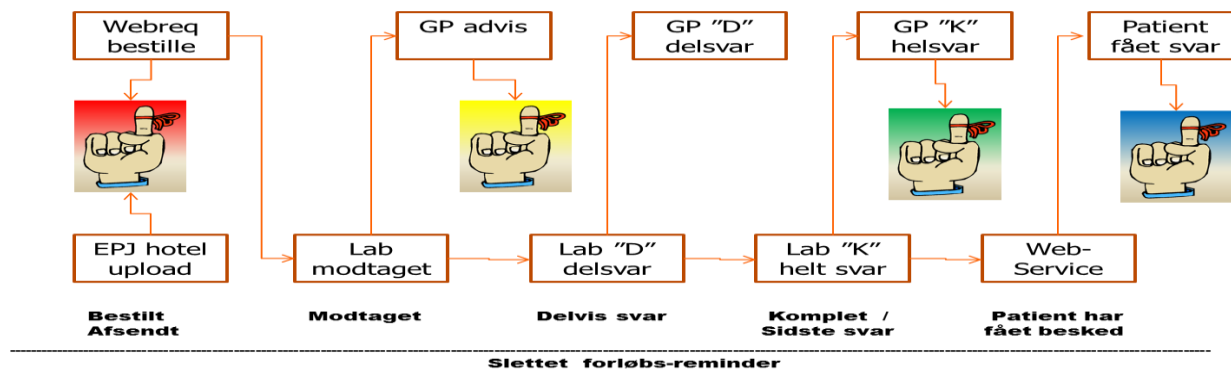 Webreq
bestille
GP advis
GP ”D”
delsvar
GP ”K”
helsvar
Patient
fået svar
EPJ hotel
upload
Lab
modtaget
Lab ”D”
delsvar
Lab ”K”
helt svar
Web-
Service
Bestilt
Afsendt
Modtaget
Delvis svar
Komplet /
Sidste svar
Patient har
fået besked
Slettet forløbs-reminder